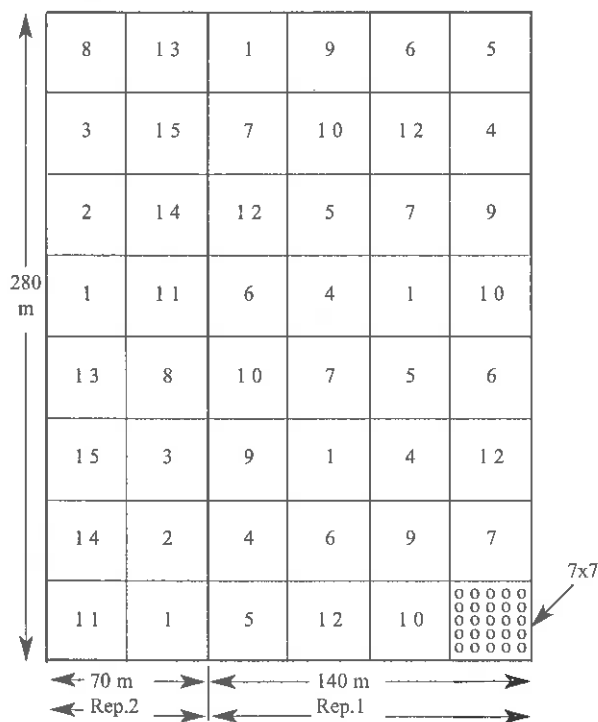 8 13 1 9 6 5
3 15 7 10 12 4
2 14 12 5 7 9
280
m
1 11 6 4 1 10
13 8 10 7 5 6
15 3 9 1 4 12
14 2 4 6 9 7
7x7
11 1 5 12 10
O O O O O
O O O O O
O O O O O
O O O O O
O O O O O
70 m 140 m
Rep.2 Rep.1